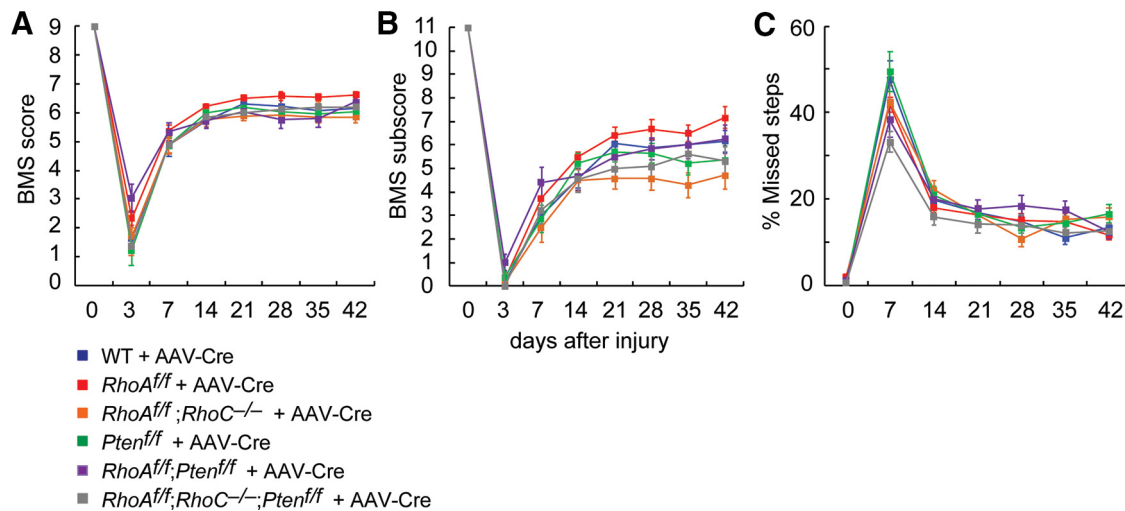 A
BMS score
9
8
7
6
5
4
3
2
1
0
0 3 7 14 21 28 35 42
B
BMS subscore
11
10
9
8
7
6
5
4
3
2
1
0
0 3 7 14 21 28 35 42
days after injury
C
% Missed steps
60
40
20
0
0 7 14 21 28 35 42
WT + AAV-Cre
RhoAf/f + AAV-Cre
RhoAf/f ;RhoC–/– + AAV-Cre
Ptenf/f + AAV-Cre
RhoAf/f;Ptenf/f + AAV-Cre
RhoAf/f;RhoC–/–;Ptenf/f + AAV-Cre